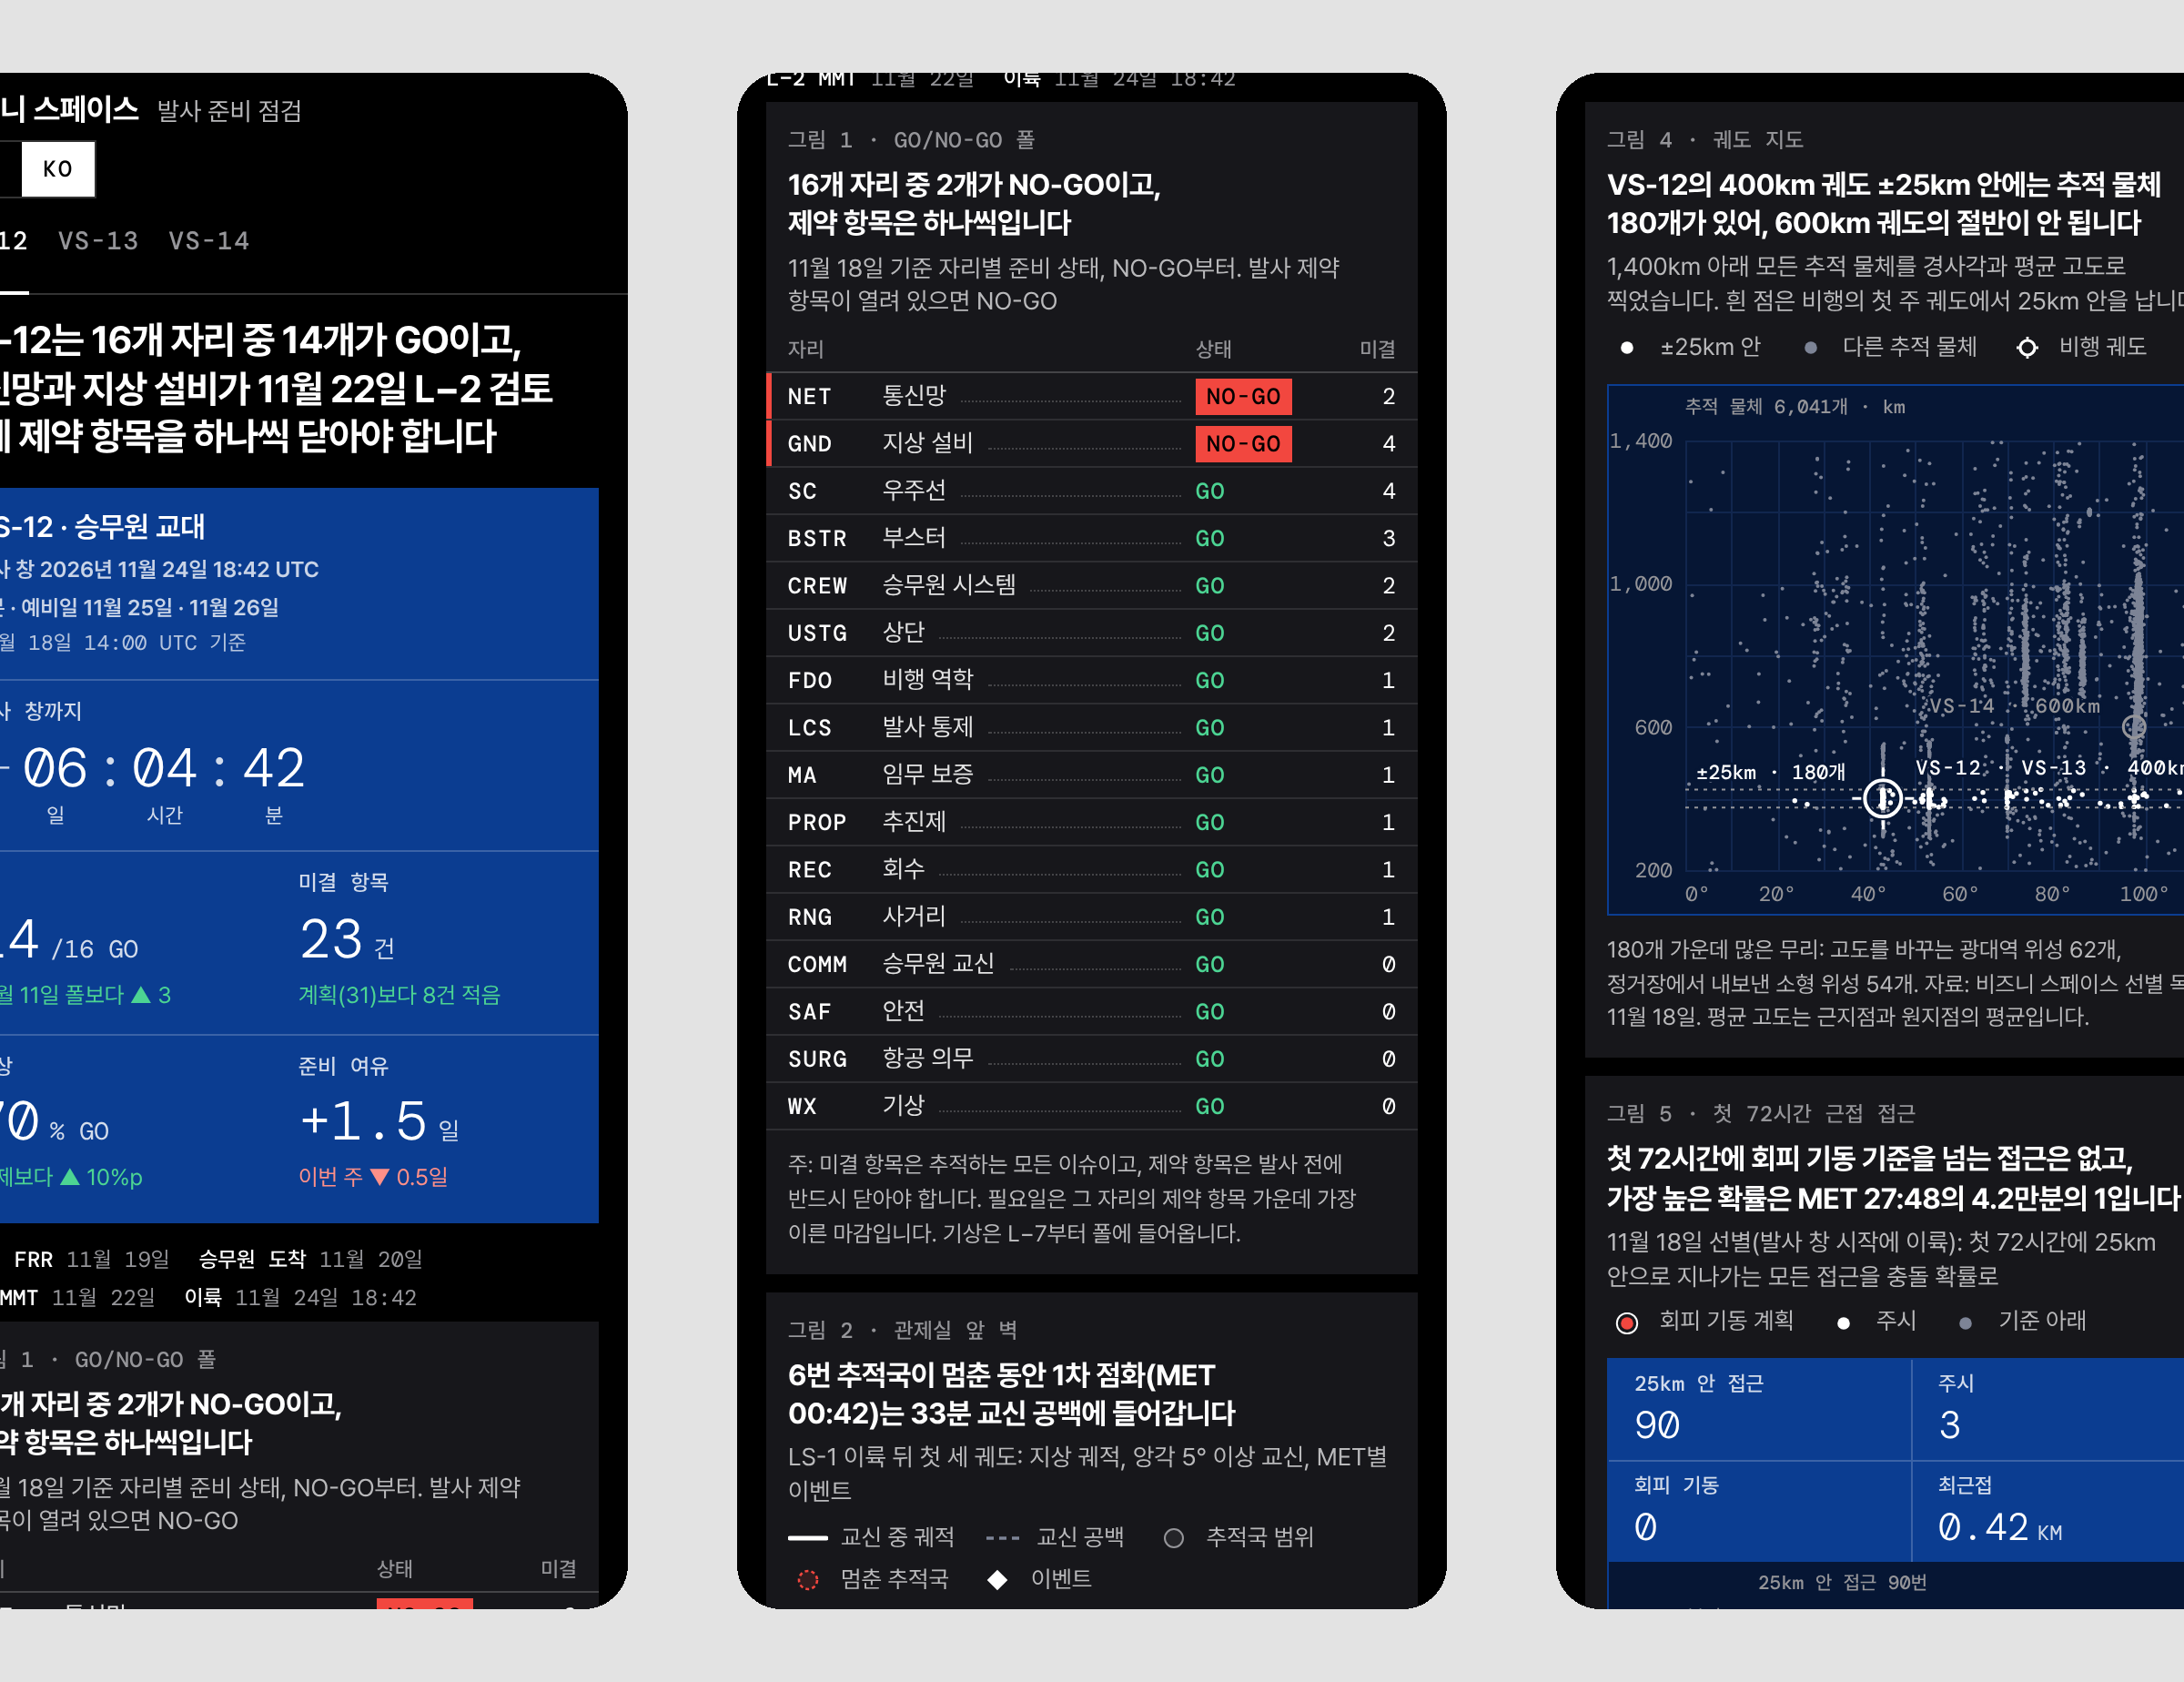 니 스페이스 발사 준비 점검
KO
12 VS-13 VS-14
-12는 16개 자리 중 14개가 GO이고,
신망과 지상 설비가 11월 22일 L−2 검토
제약 항목을 하나씩 닫아야 합니다
S-12 · 승무원 교대
사 창 2026년 11월 24일 18:42 UTC
· 예비일 11월 25일 · 11월 26일
월 18일 14:00 UTC 기준
사 창까지
06 : 04 : 42
일 시간 분
미결 항목
14 /16 GO
23 건
월 11일 폴보다 ▲ 3
계획(31)보다 8건 적음
상
준비 여유
70 % GO
+1.5 일
제보다 ▲ 10%p
이번 주 ▼ 0.5일
FRR 11월 19일 승무원 도착 11월 20일
MMT 11월 22일 이륙 11월 24일 18:42
림 1 · GO/NO-GO 폴
개 자리 중 2개가 NO-GO이고,
약 항목은 하나씩입니다
월 18일 기준 자리별 준비 상태, NO-GO부터. 발사 제약
목이 열려 있으면 NO-GO
상태 미결
L−2 MMT 11월 22일 이륙 11월 24일 18:42
그림 1 · GO/NO-GO 폴
16개 자리 중 2개가 NO-GO이고,
제약 항목은 하나씩입니다
11월 18일 기준 자리별 준비 상태, NO-GO부터. 발사 제약
항목이 열려 있으면 NO-GO
자리 상태 미결
NET 통신망 NO-GO 2
GND 지상 설비 NO-GO 4
SC 우주선 GO 4
BSTR 부스터 GO 3
CREW 승무원 시스템 GO 2
USTG 상단 GO 2
FDO 비행 역학 GO 1
LCS 발사 통제 GO 1
MA 임무 보증 GO 1
PROP 추진제 GO 1
REC 회수 GO 1
RNG 사거리 GO 1
COMM 승무원 교신 GO 0
SAF 안전 GO 0
SURG 항공 의무 GO 0
WX 기상 GO 0
주: 미결 항목은 추적하는 모든 이슈이고, 제약 항목은 발사 전에
반드시 닫아야 합니다. 필요일은 그 자리의 제약 항목 가운데 가장
이른 마감입니다. 기상은 L−7부터 폴에 들어옵니다.
그림 2 · 관제실 앞 벽
6번 추적국이 멈춘 동안 1차 점화(MET
00:42)는 33분 교신 공백에 들어갑니다
LS-1 이륙 뒤 첫 세 궤도: 지상 궤적, 앙각 5° 이상 교신, MET별
이벤트
교신 중 궤적 교신 공백 추적국 범위
멈춘 추적국 이벤트
그림 4 · 궤도 지도
VS-12의 400km 궤도 ±25km 안에는 추적 물체
180개가 있어, 600km 궤도의 절반이 안 됩니다
1,400km 아래 모든 추적 물체를 경사각과 평균 고도로
찍었습니다. 흰 점은 비행의 첫 주 궤도에서 25km 안을 납니다
±25km 안 다른 추적 물체 비행 궤도
추적 물체 6,041개 · km
1,400
1,000
VS-14 · 600km
600
±25km · 180개 VS-12 · VS-13 · 400km
200
0° 20° 40° 60° 80° 100°
180개 가운데 많은 무리: 고도를 바꾸는 광대역 위성 62개,
정거장에서 내보낸 소형 위성 54개. 자료: 비즈니 스페이스 선별 목
11월 18일. 평균 고도는 근지점과 원지점의 평균입니다.
그림 5 · 첫 72시간 근접 접근
첫 72시간에 회피 기동 기준을 넘는 접근은 없고,
가장 높은 확률은 MET 27:48의 4.2만분의 1입니다
11월 18일 선별(발사 창 시작에 이륙): 첫 72시간에 25km
안으로 지나가는 모든 접근을 충돌 확률로
회피 기동 계획 주시 기준 아래
25km 안 접근 주시
90 3
회피 기동 최근접
0 0.42 KM
25km 안 접근 90번